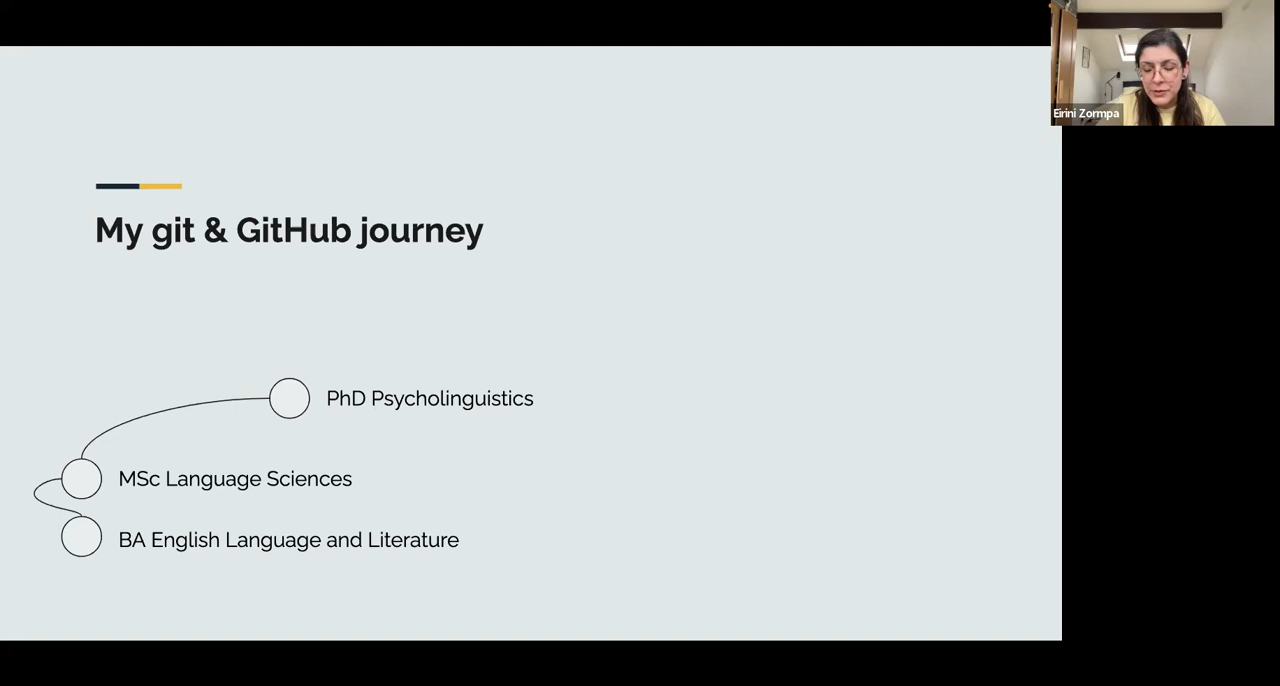 Eirini Zormpa
My git & GitHub journey
PhD Psycholinguistics
MSc Language Sciences
BA English Language and Literature